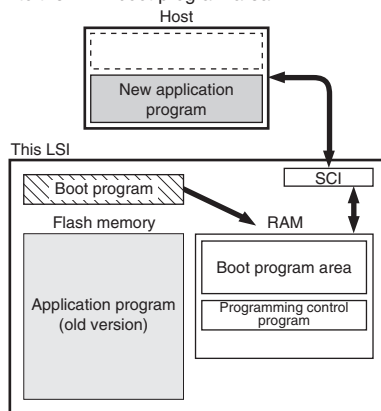 Host
New application
program
This LSI
Boot program
SCI
Flash memory
RAM
Boot program area
Application program
(old version)
Programming control
program